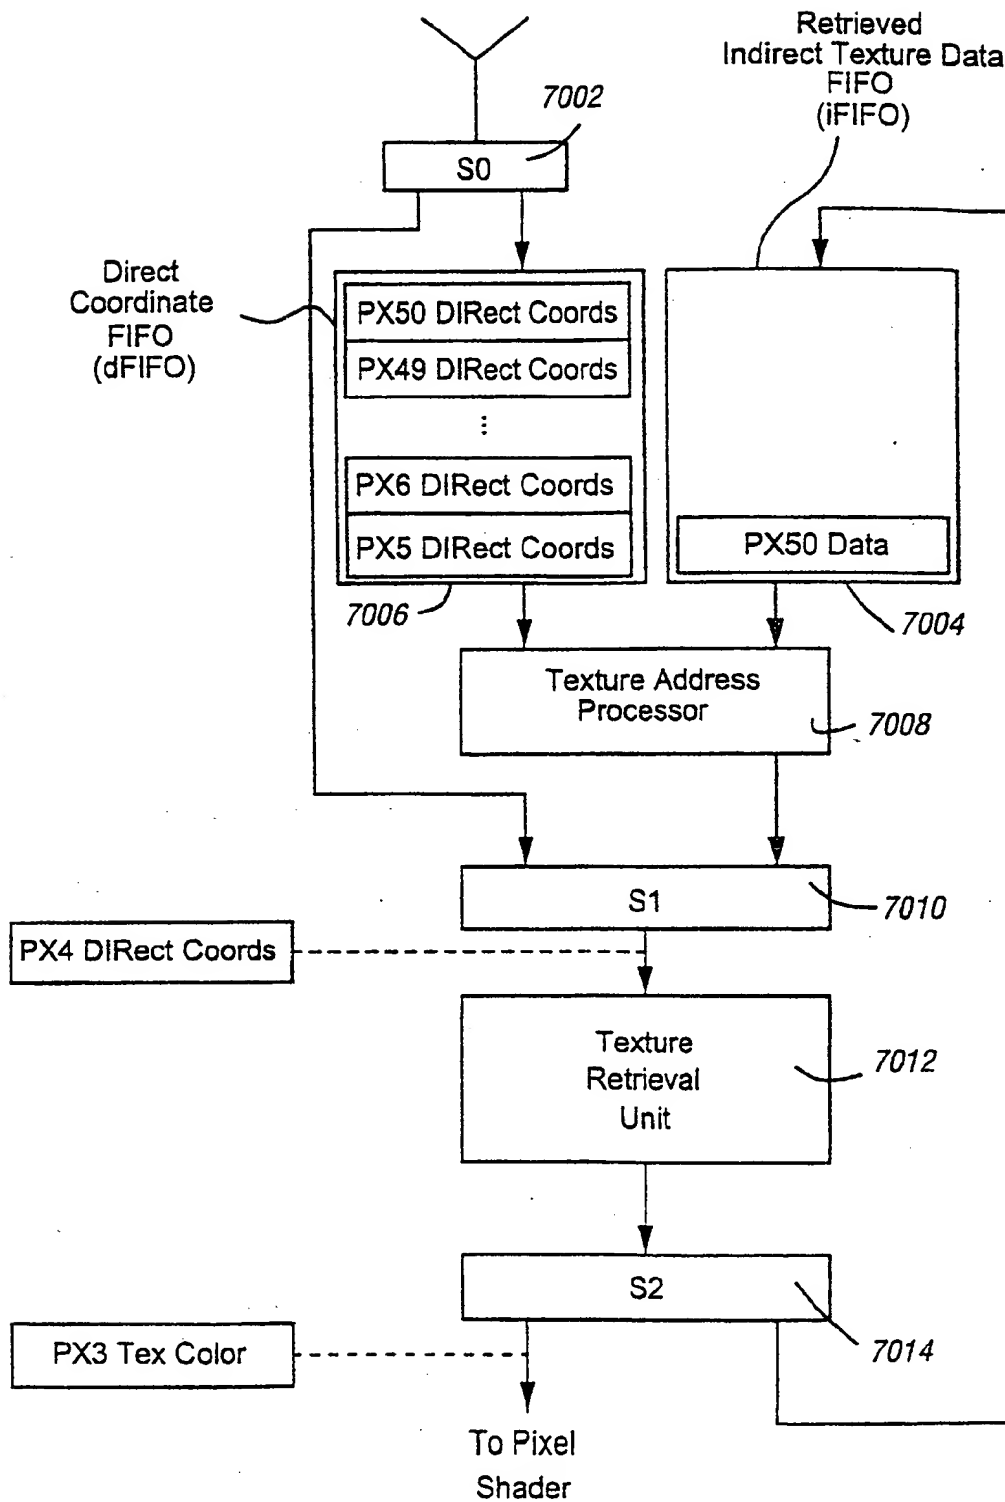 Retrieved
Indirect Texture Data
FIFO
(iFIFO)
7002
S0
Direct
Coordinate
FIFO
(dFIFO)
PX50 DIRect Coords
PX49 DIRect Coords
...
PX6 DIRect Coords
PX5 DIRect Coords
PX50 Data
7006
7004
Texture Address
Processor
7008
S1
7010
PX4 DIRect Coords
Texture
Retrieval
Unit
7012
S2
7014
PX3 Tex Color
To Pixel
Shader